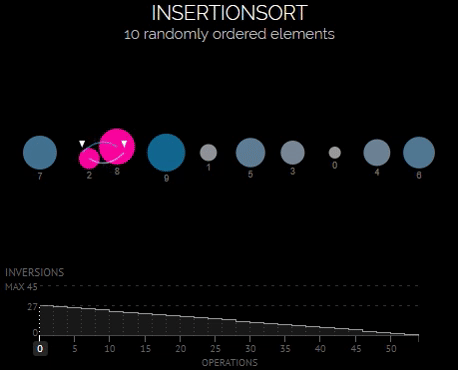 INSERTIONSORT
10 randomly ordered elements
7 2 8 9 1 5 3 0 4 6
INVERSIONS
MAX 45
27
0
0 5 10 15 20 25 30 35 40 45 50
OPERATIONS